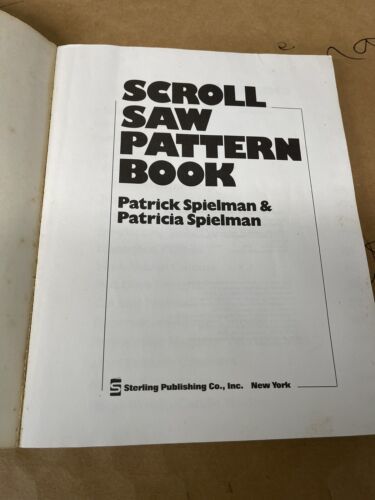 SCROLL
SAW
PATTERN
BOOK
Patrick Spielman &
Patricia Spielman
Sterling Publishing Co., Inc. New York